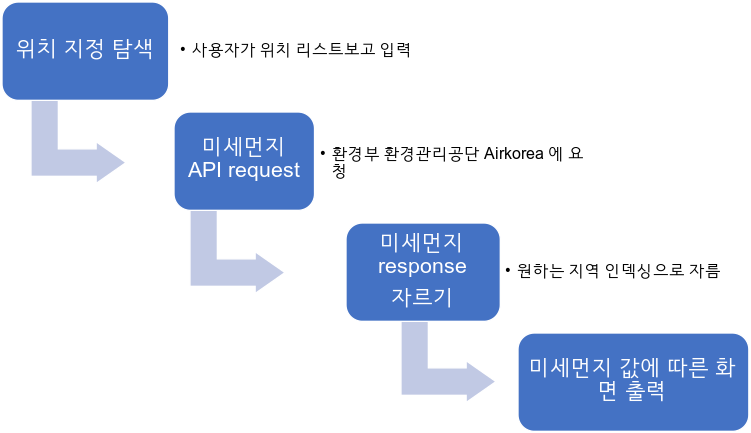 위치 지정 탐색
• 사용자가 위치 리스트보고 입력
미세먼지
API request
• 환경부 환경관리공단 Airkorea 에 요
청
미세먼지
response
자르기
• 원하는 지역 인덱싱으로 자름
미세먼지 값에 따른 화
면 출력